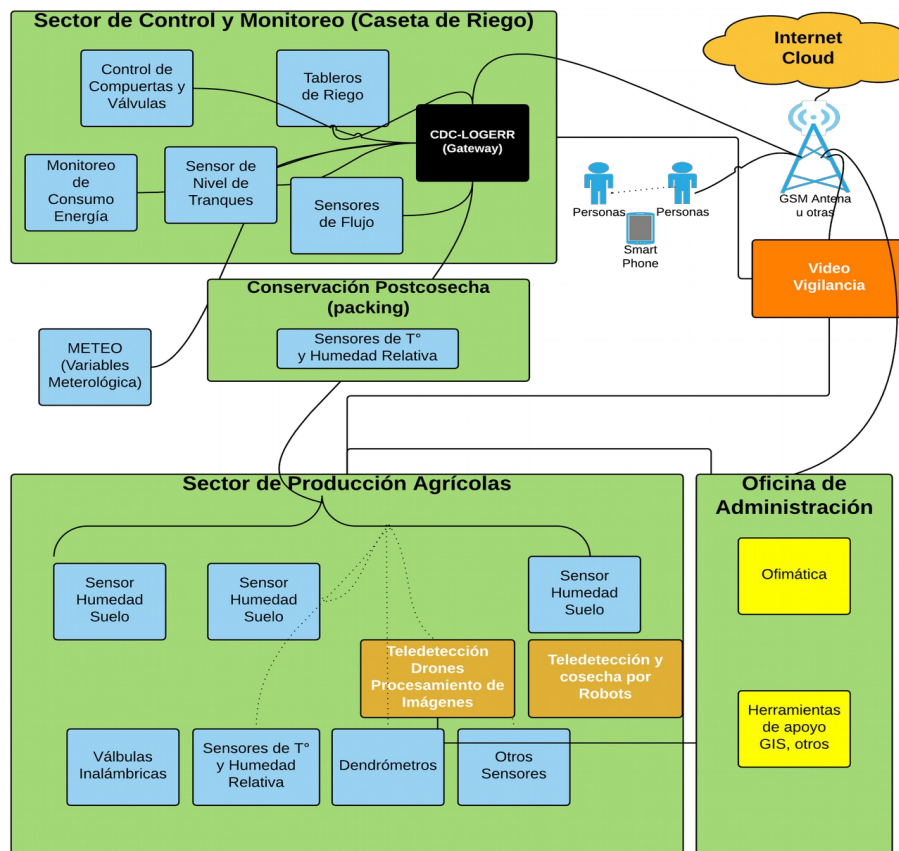 Sector de Control y Monitoreo (Caseta de Riego)
Control de
Compuertas y
Válvulas
Tableros
de Riego
CDC-LOGERR
(Gateway)
Monitoreo
de
Consumo
Energía
Sensor de
Nivel de
Tranques
Sensores
de Flujo
Internet
Cloud
GSM Antena
u otras
Personas
Personas
Smart
Phone
Video
Vigilancia
Conservación Postcosecha
(packing)
Sensores de T°
y Humedad Relativa
METEO
(Variables
Meterológica)
Sector de Producción Agrícolas
Sensor
Humedad
Suelo
Sensor
Humedad
Suelo
Sensor
Humedad
Suelo
Teledetección
Drones
Procesamiento de
Imágenes
Teledetección y
cosecha por
Robots
Válbulas
Inalámbricas
Sensores de T°
y Humedad
Relativa
Dendrómetros
Otros
Sensores
Oficina de
Administración
Ofimática
Herramientas
de apoyo
GIS, otros